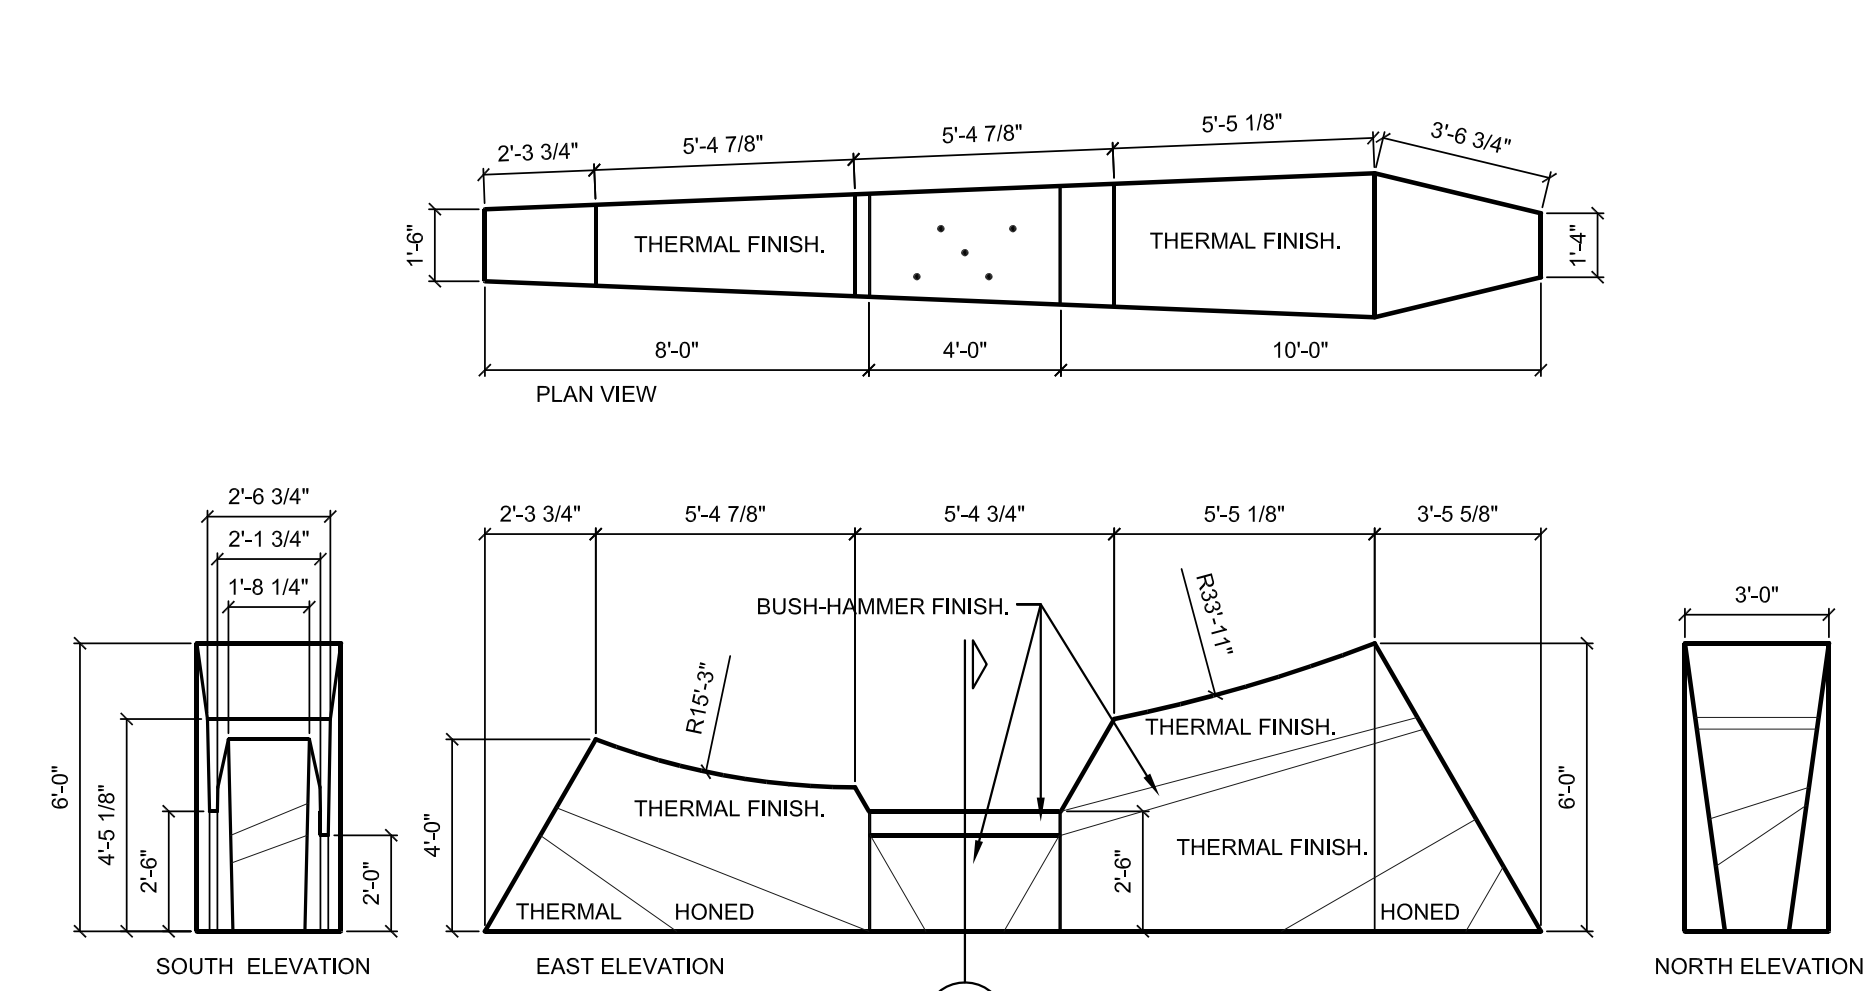 2'-3 3/4"
5'-4 7/8"
5'-4 7/8"
5'-5 1/8"
3'-6 3/4"
1'-6"
THERMAL FINISH.
THERMAL FINISH.
1'-4"
8'-0"
4'-0"
10'-0"
PLAN VIEW
2'-6 3/4"
2'-1 3/4"
1'-8 1/4"
6'-0"
4'-5 1/8"
2'-6"
2'-0"
SOUTH ELEVATION
2'-3 3/4"
5'-4 7/8"
5'-4 3/4"
5'-5 1/8"
3'-5 5/8"
BUSH-HAMMER FINISH.
R15'-3"
R33'-11"
THERMAL FINISH.
THERMAL FINISH.
4'-0"
6'-0"
THERMAL FINISH.
2'-6"
THERMAL
HONED
HONED
EAST ELEVATION
3'-0"
NORTH ELEVATION